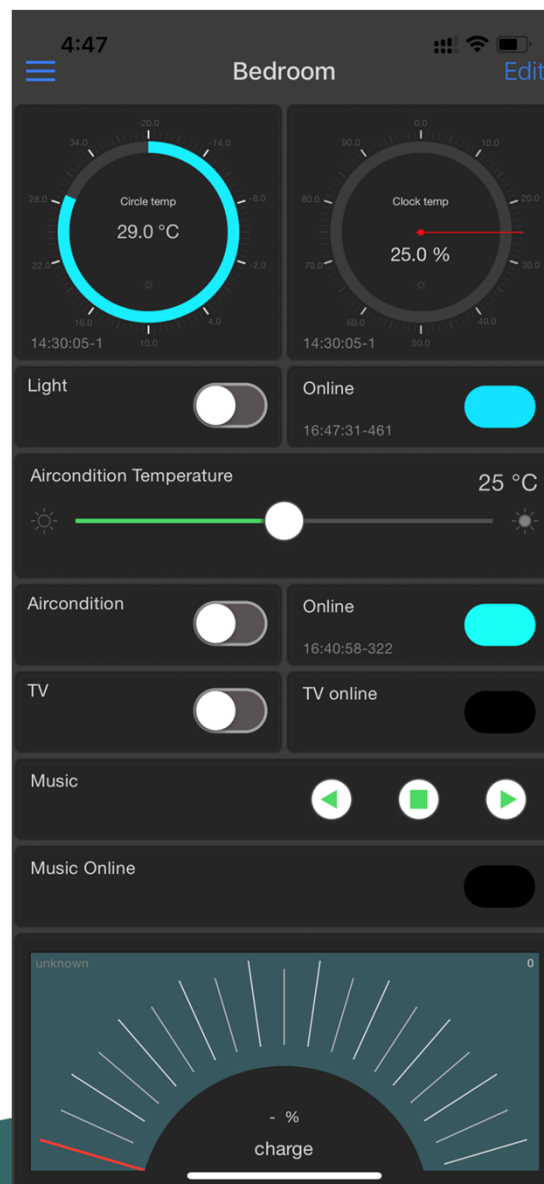 4:47
Bedroom
Edit
-20.0
34.0
-14.0
28.0
-8.0
Circle temp
29.0 °C
22.0
-2.0
16.0
4.0
10.0
14:30:05-1
0.0
90.0
10.0
80.0
20.0
Clock temp
25.0 %
70.0
30.0
60.0
40.0
50.0
14:30:05-1
Light
Online
16:47:31-461
Aircondition Temperature
25 °C
Aircondition
Online
16:40:58-322
TV
TV online
Music
Music Online
unknown
0
- %
charge